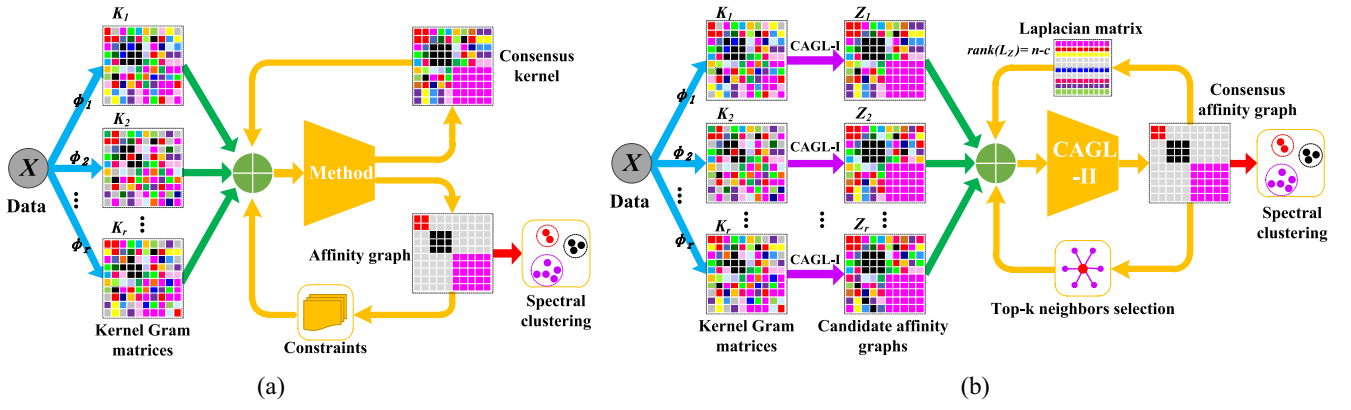 K1
ϕ1
K2
ϕ2
X
Data
...
ϕr
...
Kr
Kernel Gram
matrices
Method
Consensus
kernel
Affinity graph
Constraints
Spectral
clustering
(a)
K1
Z1
CAGL-I
ϕ1
K2
Z2
CAGL-I
ϕ2
X
Data
...
ϕr
... ... ...
Kr
Zr
CAGL-I
Kernel Gram
matrices
Candidate affinity
graphs
Laplacian matrix
rank(LZ)= n-c
CAGL
-II
Consensus
affinity graph
Spectral
clustering
Top-k neighbors selection
(b)